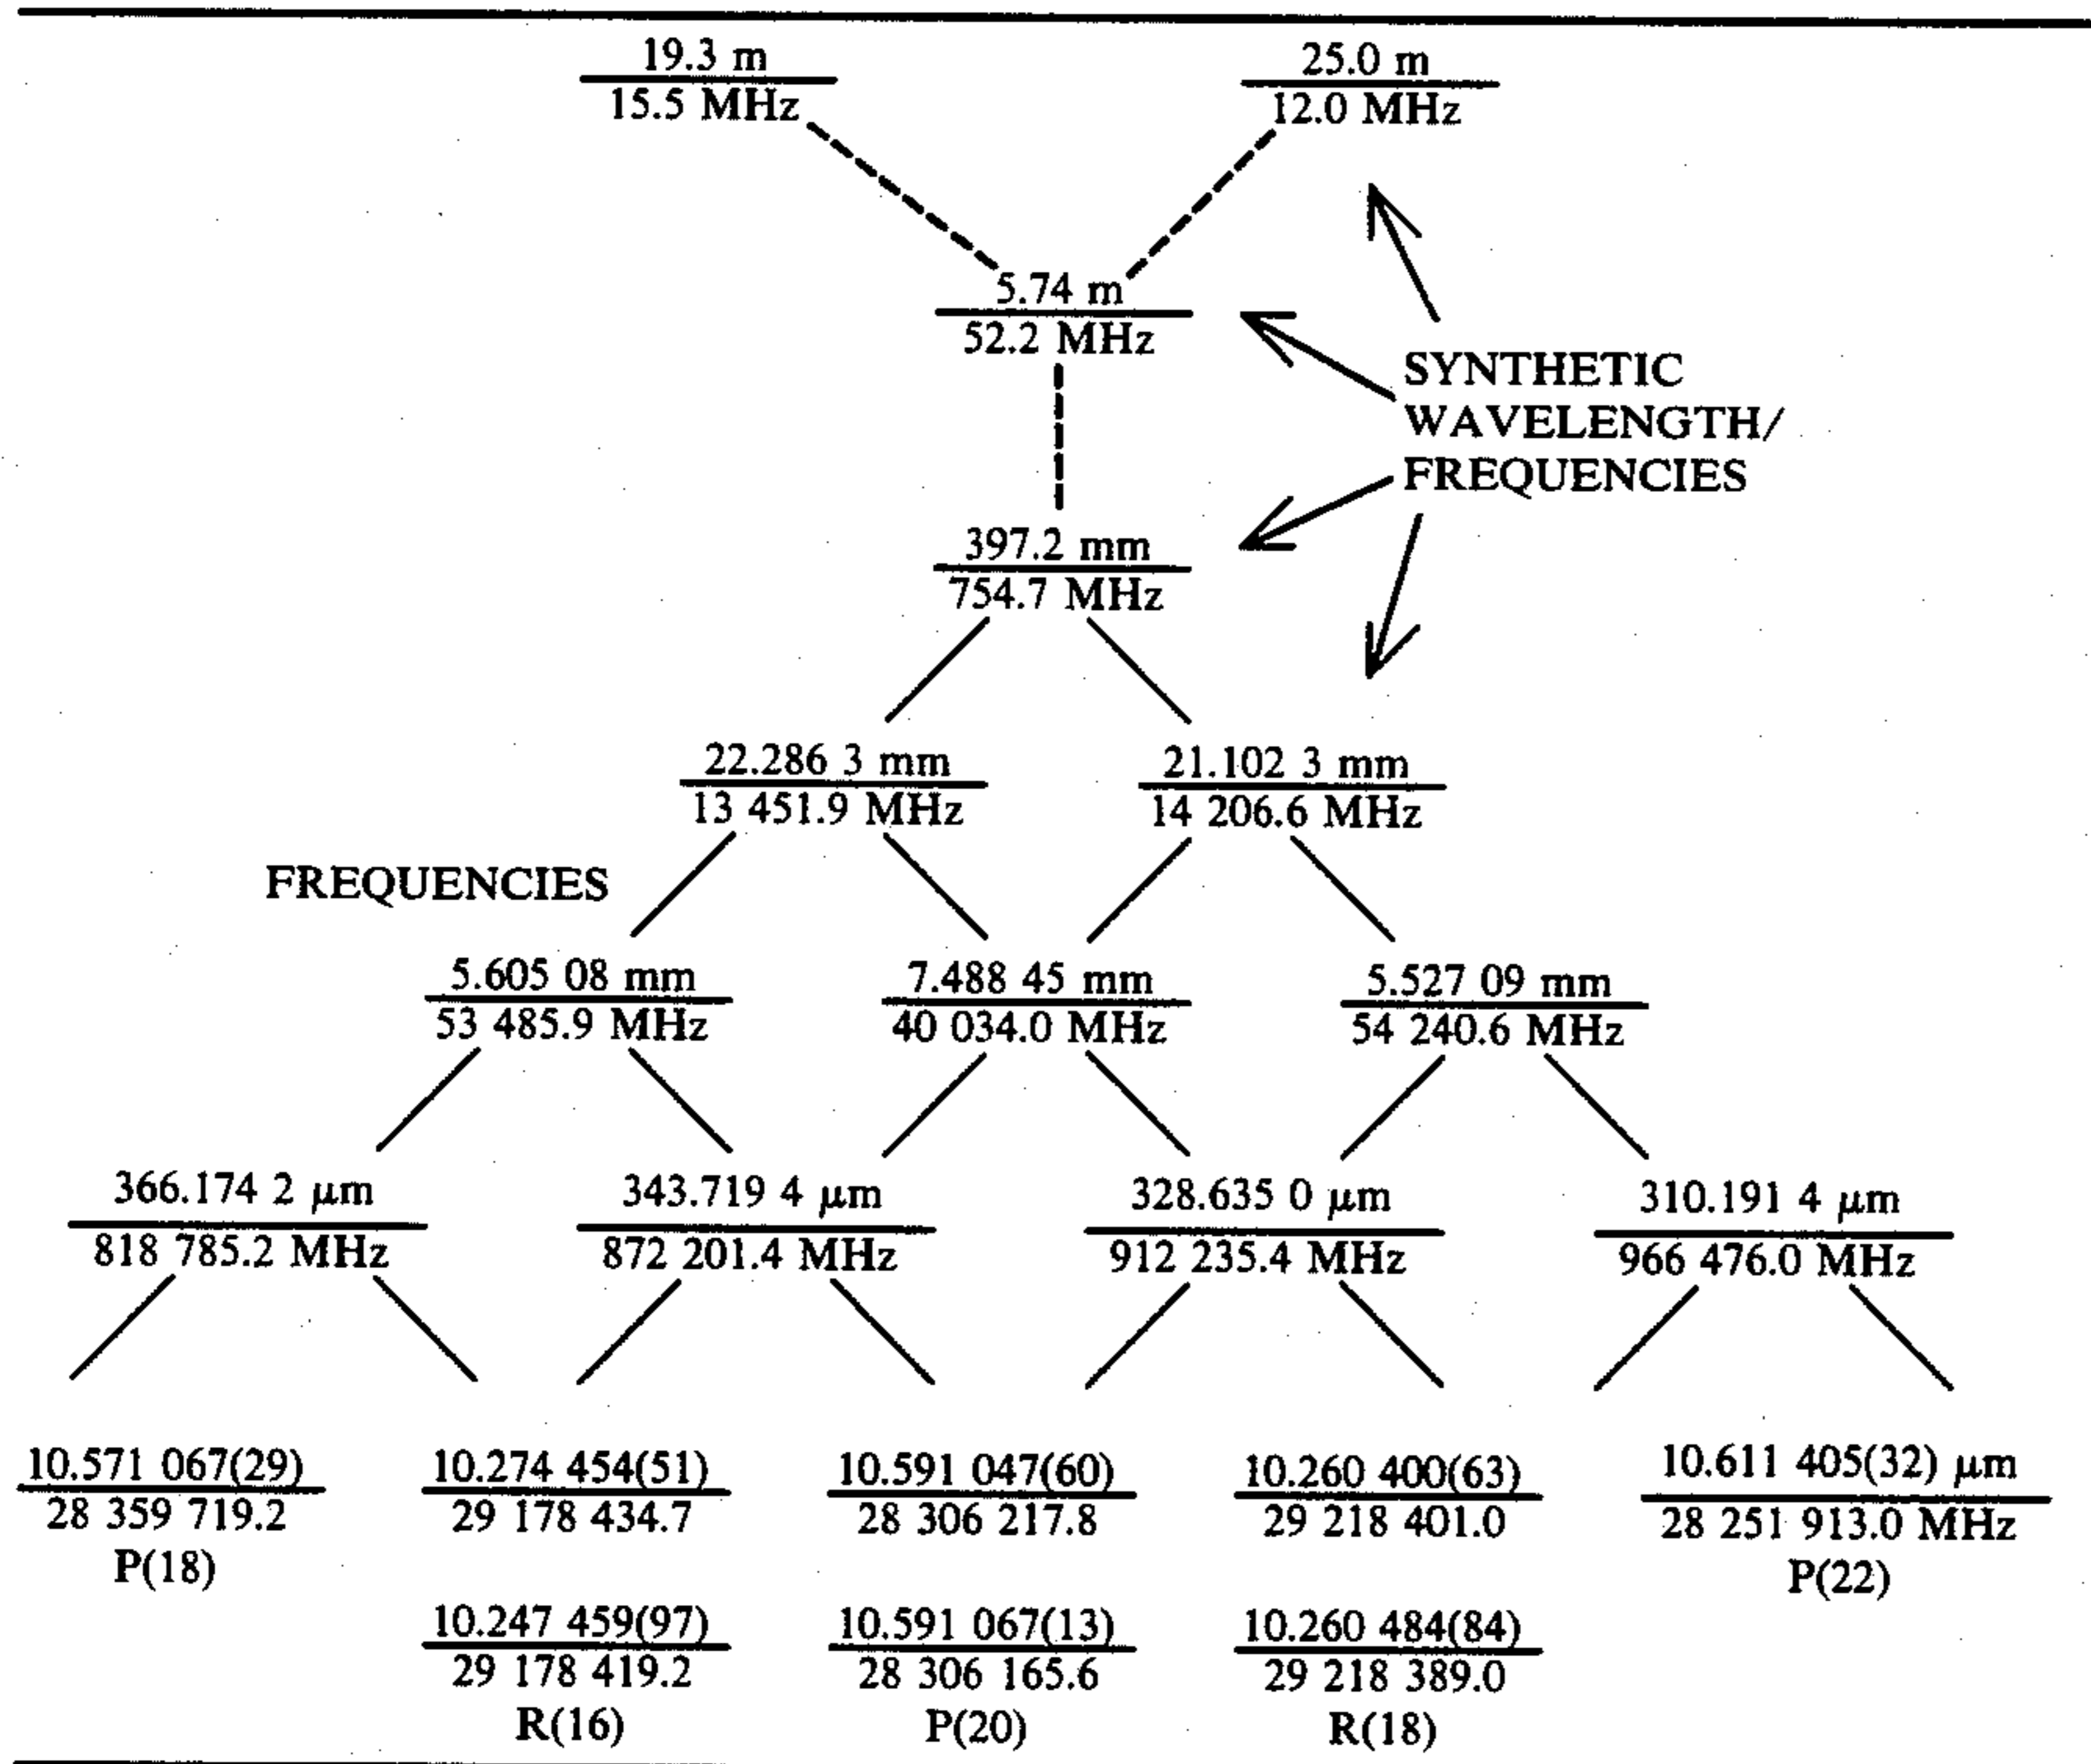 19.3 m
25.0 m
15.5 MHz
12.0 MHz
5.74 m
52.2 MHz
SYNTHETIC
WAVELENGTH/
FREQUENCIES
397.2 mm
754.7 MHz
22.286 3 mm
21.102 3 mm
13 451.9 MHz
14 206.6 MHz
FREQUENCIES
5.605 08 mm
7.488 45 mm
5.527 09 mm
53 485.9 MHz
40 034.0 MHz
54 240.6 MHz
366.174 2 μm
343.719 4 μm
328.635 0 μm
310.191 4 μm
818 785.2 MHz
872 201.4 MHz
912 235.4 MHz
966 476.0 MHz
10.571 067(29)
10.274 454(51)
10.591 047(60)
10.260 400(63)
10.611 405(32) μm
28 359 719.2
29 178 434.7
28 306 217.8
29 218 401.0
28 251 913.0 MHz
P(18)
P(22)
10.247 459(97)
10.591 067(13)
10.260 484(84)
29 178 419.2
28 306 165.6
29 218 389.0
R(16)
P(20)
R(18)